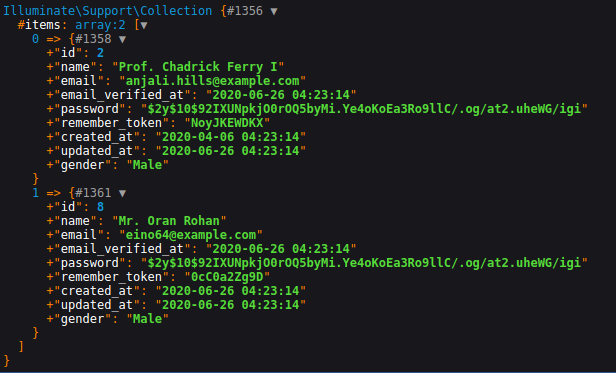 Illuminate\Support\Collection {#1356 ▼
  #items: array:2 [▼
    0 => {#1358 ▼
      +"id": 2
      +"name": "Prof. Chadrick Ferry I"
      +"email": "anjali.hills@example.com"
      +"email_verified_at": "2020-06-26 04:23:14"
      +"password": "$2y$10$92IXUNpkjO0rOQ5byMi.Ye4oKoEa3Ro9llC/.og/at2.uheWG/igi"
      +"remember_token": "NoyJKEWDKX"
      +"created_at": "2020-04-06 04:23:14"
      +"updated_at": "2020-06-26 04:23:14"
      +"gender": "Male"
    }
    1 => {#1361 ▼
      +"id": 8
      +"name": "Mr. Oran Rohan"
      +"email": "eino64@example.com"
      +"email_verified_at": "2020-06-26 04:23:14"
      +"password": "$2y$10$92IXUNpkjO0rOQ5byMi.Ye4oKoEa3Ro9llC/.og/at2.uheWG/igi"
      +"remember_token": "0cC0a2Zg9D"
      +"created_at": "2020-06-26 04:23:14"
      +"updated_at": "2020-06-26 04:23:14"
      +"gender": "Male"
    }
  ]
}